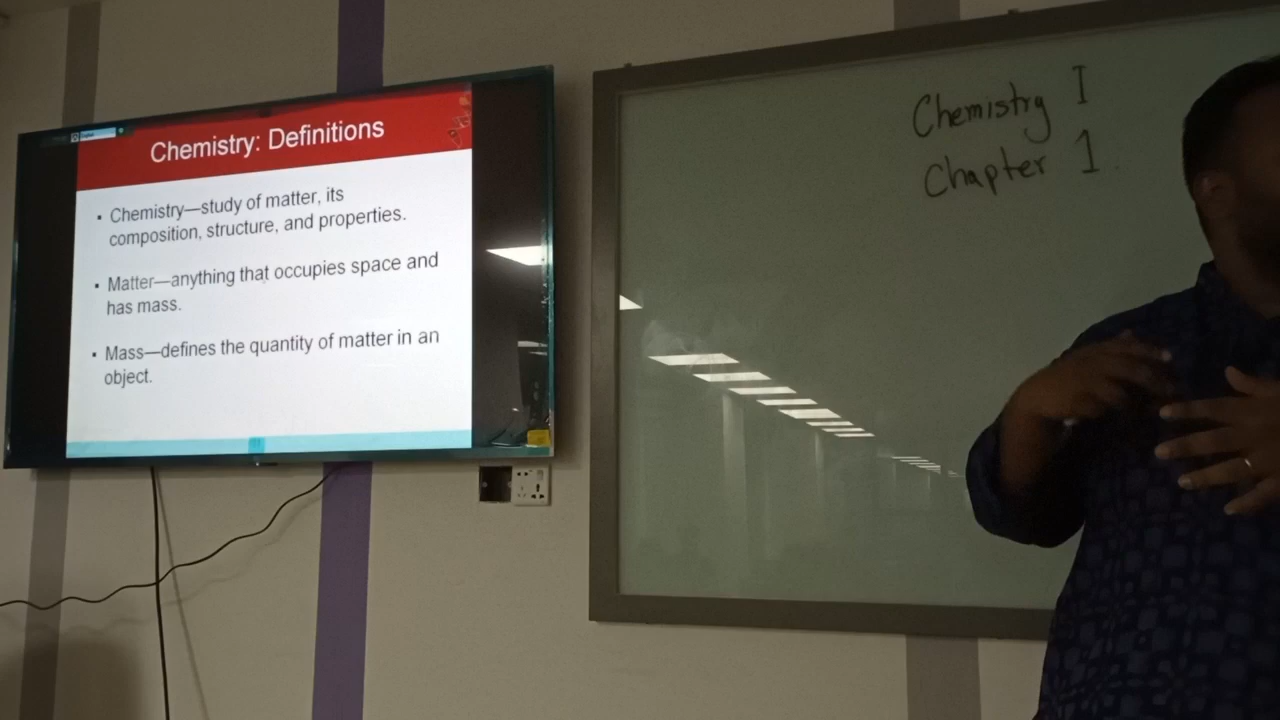 Chemistry: Definitions
▪ Chemistry—study of matter, its
composition, structure, and properties.
▪ Matter—anything that occupies space and
has mass.
▪ Mass—defines the quantity of matter in an
object.
Chemistry I
Chapter 1